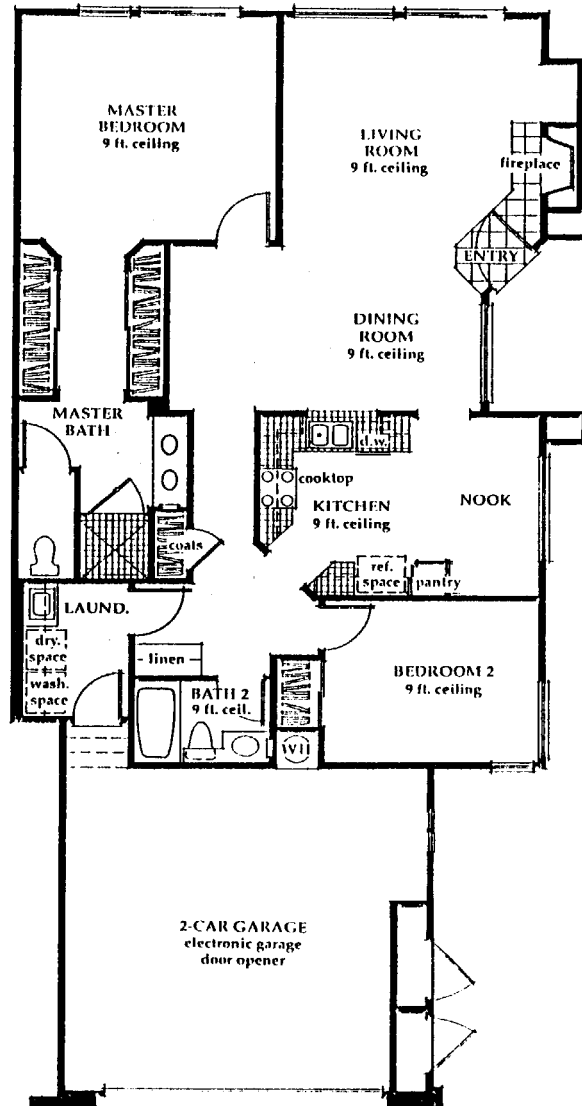 MASTER
BEDROOM
9 ft. ceiling
LIVING
ROOM
9 ft. ceiling
fireplace
ENTRY
DINING
ROOM
9 ft. ceiling
MASTER
BATH
d.w.
cooktop
KITCHEN
9 ft. ceiling
NOOK
coats
ref.
space
pantry
LAUND.
dry.
space
wash.
space
linen
BATH 2
9 ft. ceil.
BEDROOM 2
9 ft. ceiling
WH
2-CAR GARAGE
electronic garage
door opener